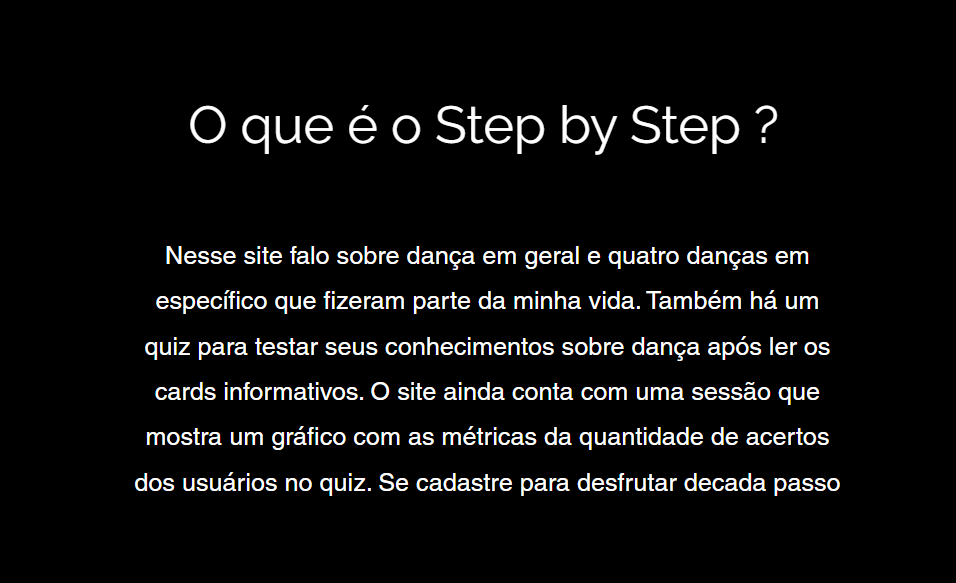 O que é o Step by Step ?
Nesse site falo sobre dança em geral e quatro danças em
específico que fizeram parte da minha vida. Também há um
quiz para testar seus conhecimentos sobre dança após ler os
cards informativos. O site ainda conta com uma sessão que
mostra um gráfico com as métricas da quantidade de acertos
dos usuários no quiz. Se cadastre para desfrutar decada passo